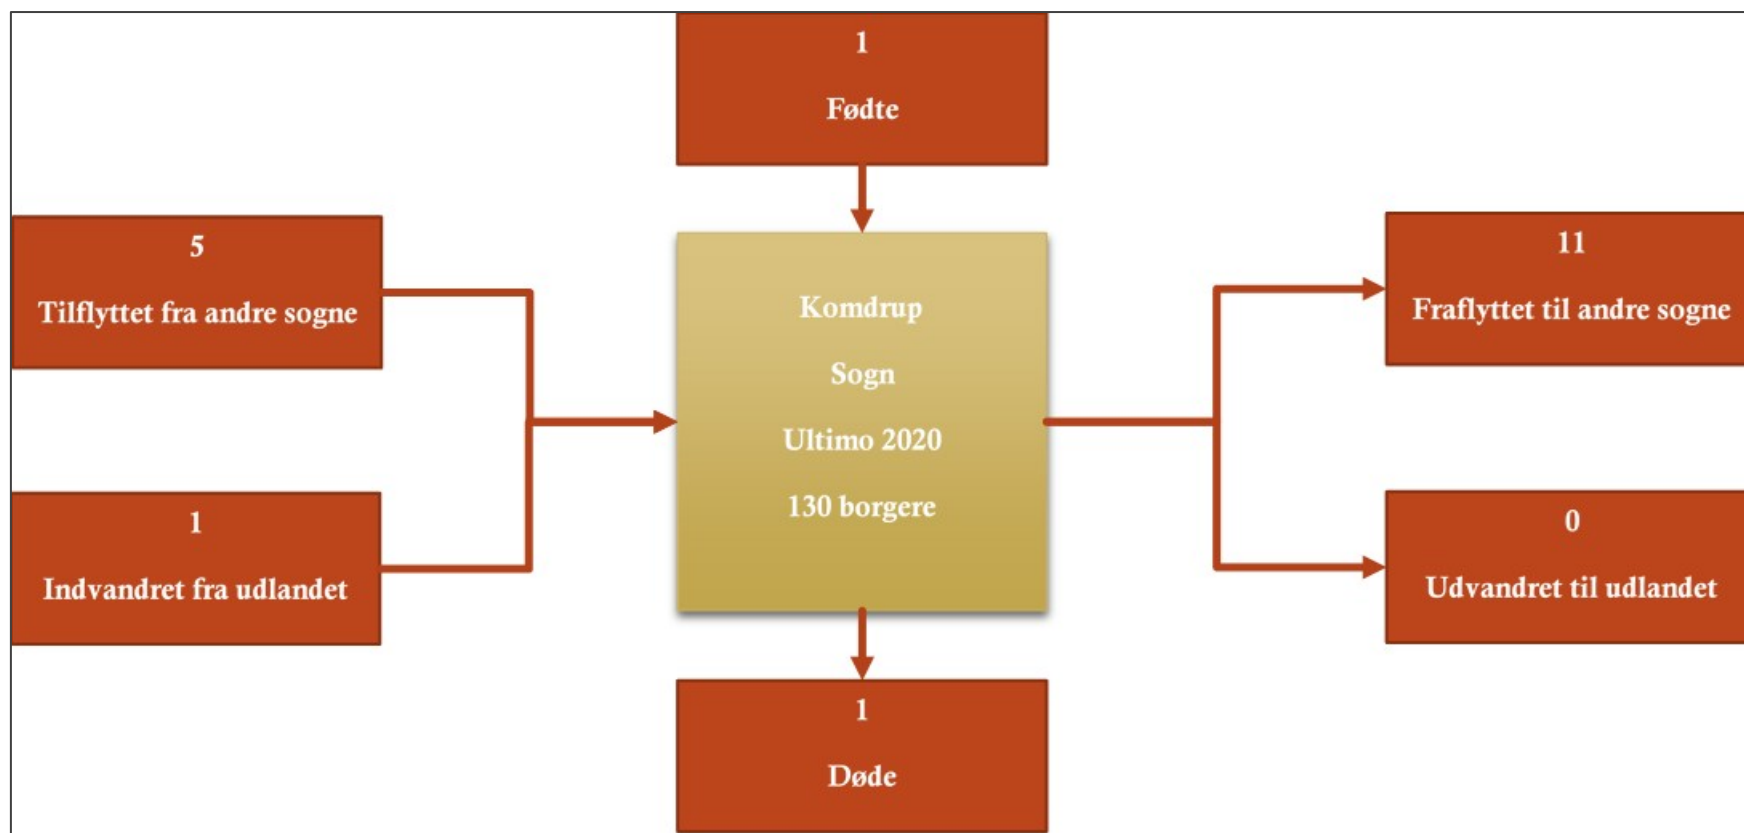 1
Fødte
5
Tilflyttet fra andre sogne
1
Indvandret fra udlandet
Komdrup
Sogn
Ultimo 2020
130 borgere
11
Fraflyttet til andre sogne
0
Udvandret til udlandet
1
Døde